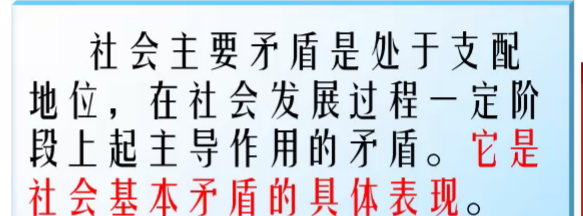 社会主要矛盾是处于支配
地位，在社会发展过程一定阶
段上起主导作用的矛盾。它是
社会基本矛盾的具体表现。